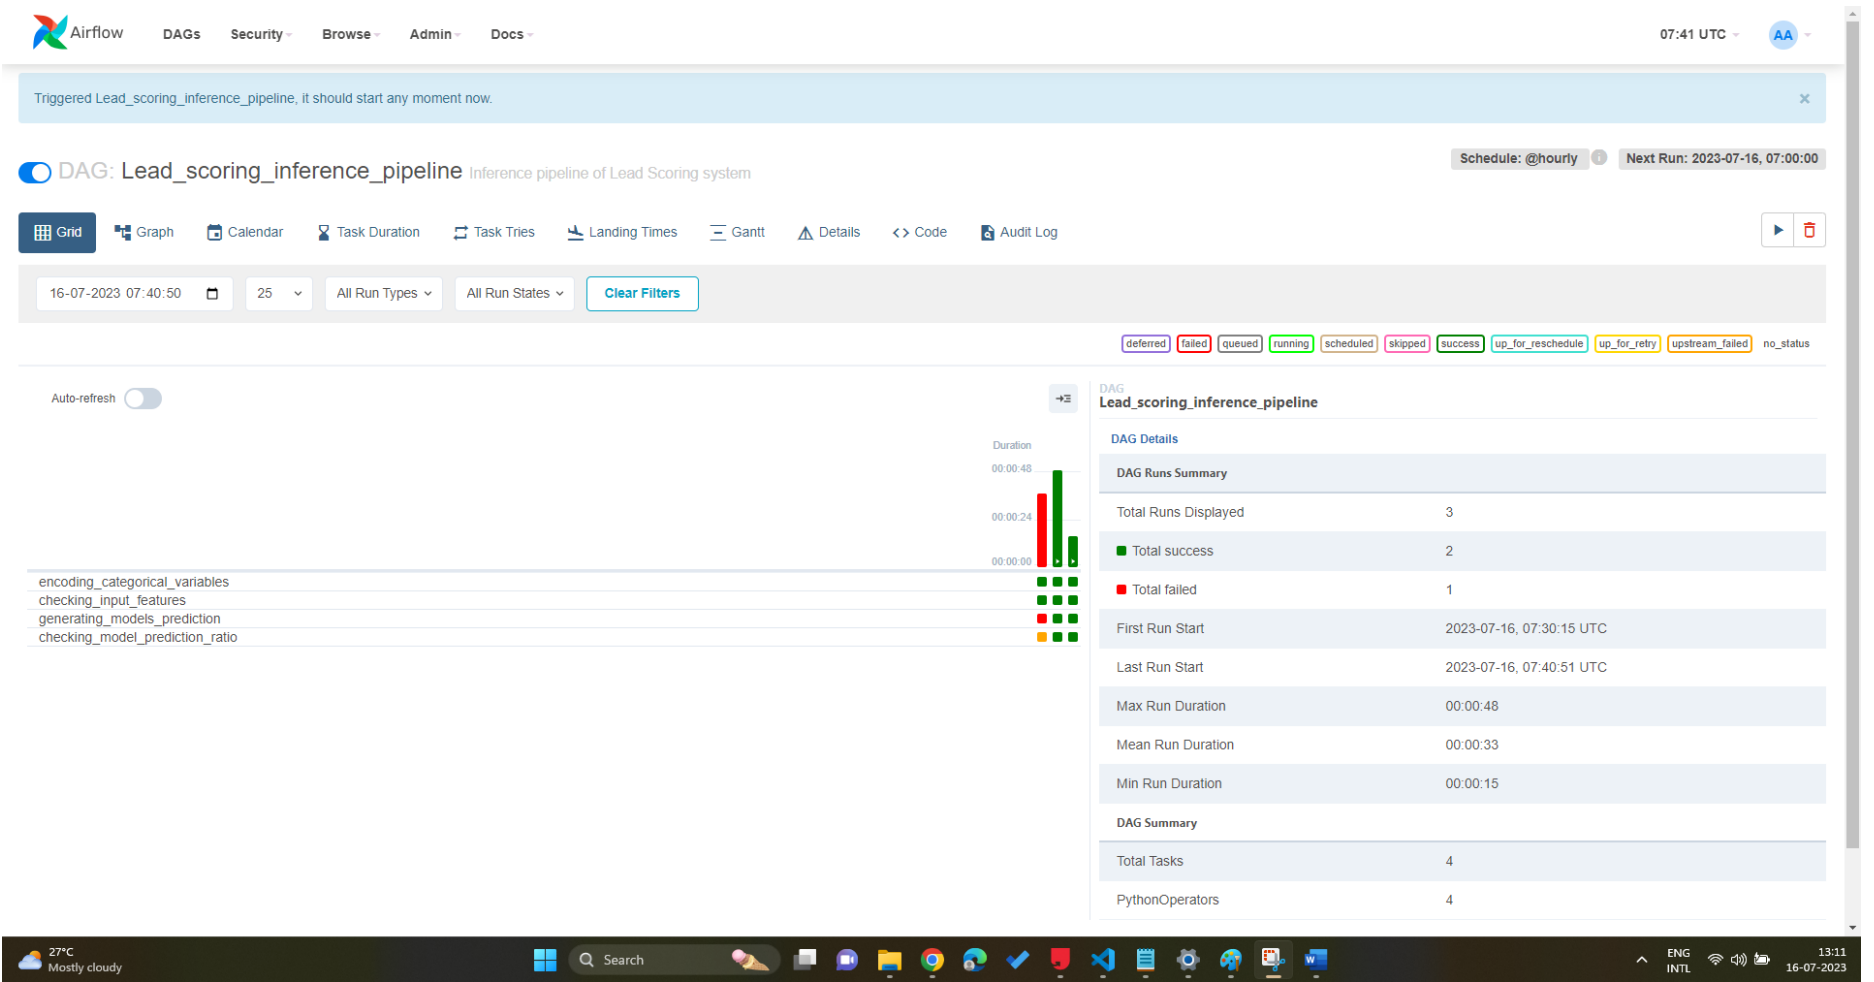 Airflow DAGs Security Browse Admin Docs 07:41 UTC AA
Triggered Lead_scoring_inference_pipeline, it should start any moment now. ×
DAG: Lead_scoring_inference_pipeline Inference pipeline of Lead Scoring system
Schedule: @hourly i Next Run: 2023-07-16, 07:00:00
Grid Graph Calendar Task Duration Task Tries Landing Times Gantt Details Code Audit Log
16-07-2023 07:40:50 25 All Run Types All Run States Clear Filters
deferred failed queued running scheduled skipped success up_for_reschedule up_for_retry upstream_failed no_status
Auto-refresh
Duration
00:00:48
00:00:24
00:00:00
encoding_categorical_variables
checking_input_features
generating_models_prediction
checking_model_prediction_ratio
DAG
Lead_scoring_inference_pipeline
DAG Details
DAG Runs Summary
Total Runs Displayed 3
Total success 2
Total failed 1
First Run Start 2023-07-16, 07:30:15 UTC
Last Run Start 2023-07-16, 07:40:51 UTC
Max Run Duration 00:00:48
Mean Run Duration 00:00:33
Min Run Duration 00:00:15
DAG Summary
Total Tasks 4
PythonOperators 4
27°C
Mostly cloudy
Search
ENG
INTL
13:11
16-07-2023